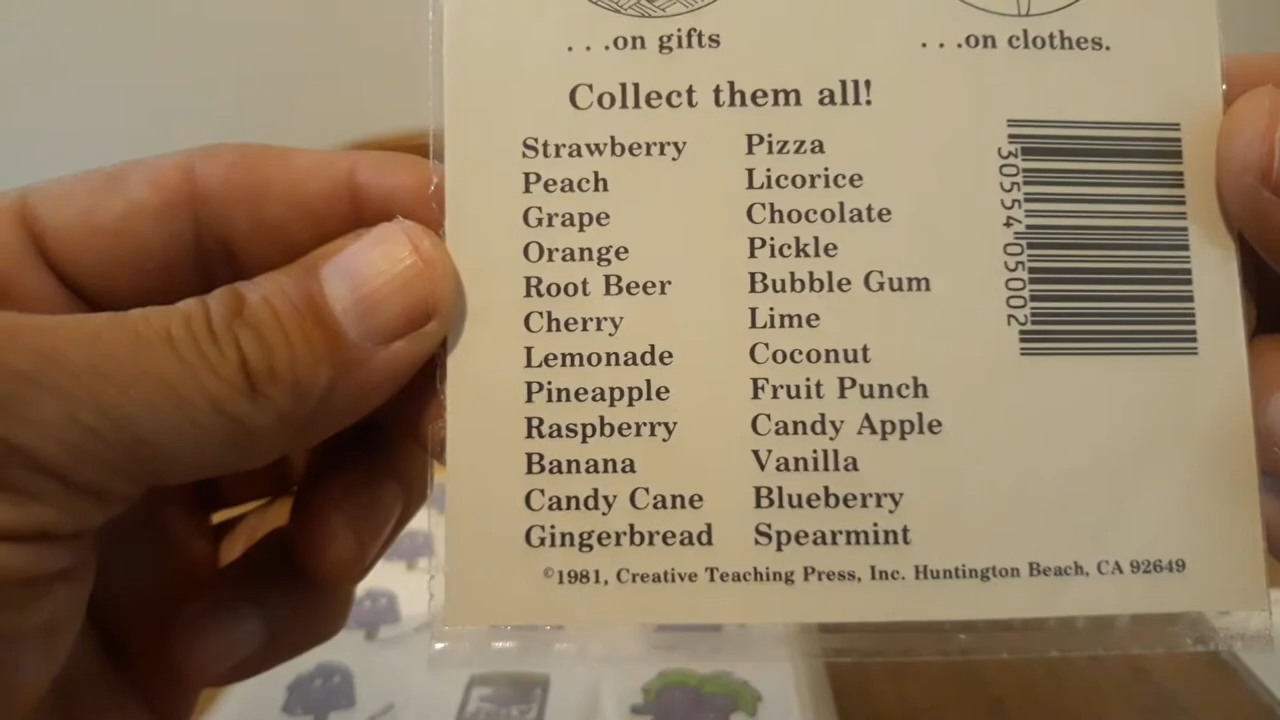 . . .on gifts
. . .on clothes.
Collect them all!
Strawberry
Peach
Grape
Orange
Root Beer
Cherry
Lemonade
Pineapple
Raspberry
Banana
Candy Cane
Gingerbread
Pizza
Licorice
Chocolate
Pickle
Bubble Gum
Lime
Coconut
Fruit Punch
Candy Apple
Vanilla
Blueberry
Spearmint
30554 05002
©1981, Creative Teaching Press, Inc. Huntington Beach, CA 92649